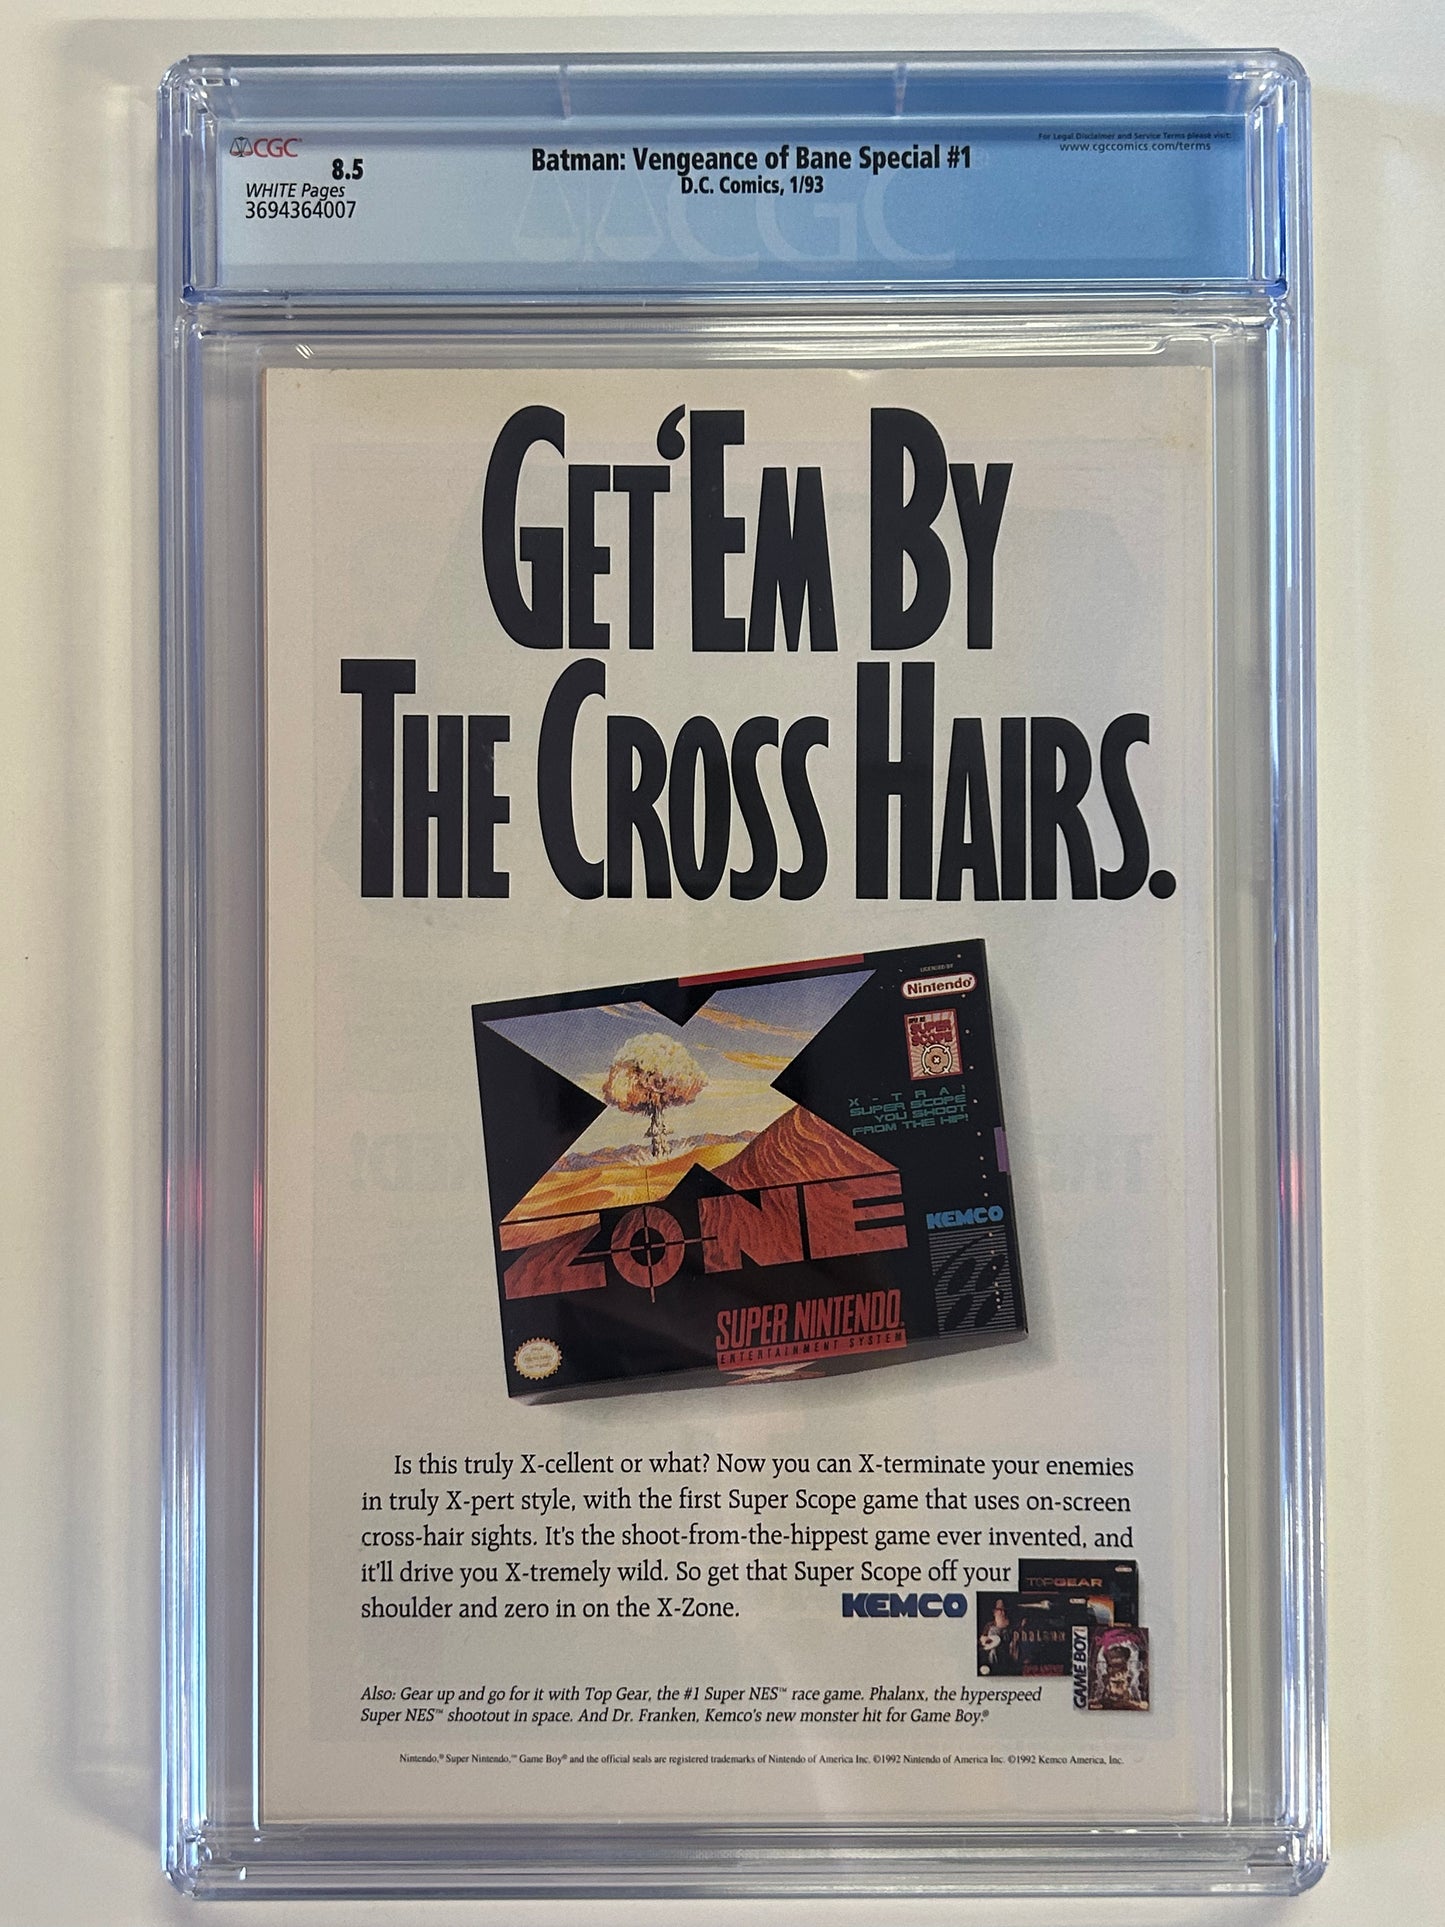 CGC
8.5
WHITE Pages
3694364007
Batman: Vengeance of Bane Special #1
D.C. Comics, 1/93
For Legal Disclaimer and Service Terms please visit:
www.cgccomics.com/terms
CGC
GET 'EM BY
THE CROSS HAIRS.
LICENSED BY
Nintendo
SUPER
SCOPE
X-TRA!
SUPER SCOPE
YOU SHOOT
FROM THE HIP!
X
ZONE
KEMCO
SUPER NINTENDO
ENTERTAINMENT SYSTEM
Is this truly X-cellent or what? Now you can X-terminate your enemies
in truly X-pert style, with the first Super Scope game that uses on-screen
cross-hair sights. It's the shoot-from-the-hippest game ever invented, and
it'll drive you X-tremely wild. So get that Super Scope off your
shoulder and zero in on the X-Zone.
KEMCO
TOP GEAR
phalanx
GAME BOY
Also: Gear up and go for it with Top Gear, the #1 Super NES™ race game. Phalanx, the hyperspeed
Super NES™ shootout in space. And Dr. Franken, Kemco's new monster hit for Game Boy.®
Nintendo,® Super Nintendo,™ Game Boy® and the official seals are registered trademarks of Nintendo of America Inc. ©1992 Nintendo of America Inc. ©1992 Kemco America, Inc.